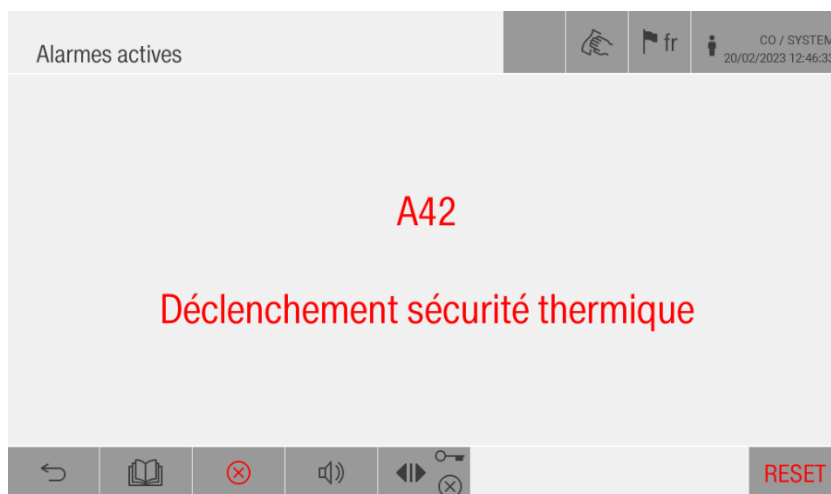 Alarmes actives
fr
CO / SYSTEM
20/02/2023 12:46:33
A42
Déclenchement sécurité thermique
RESET